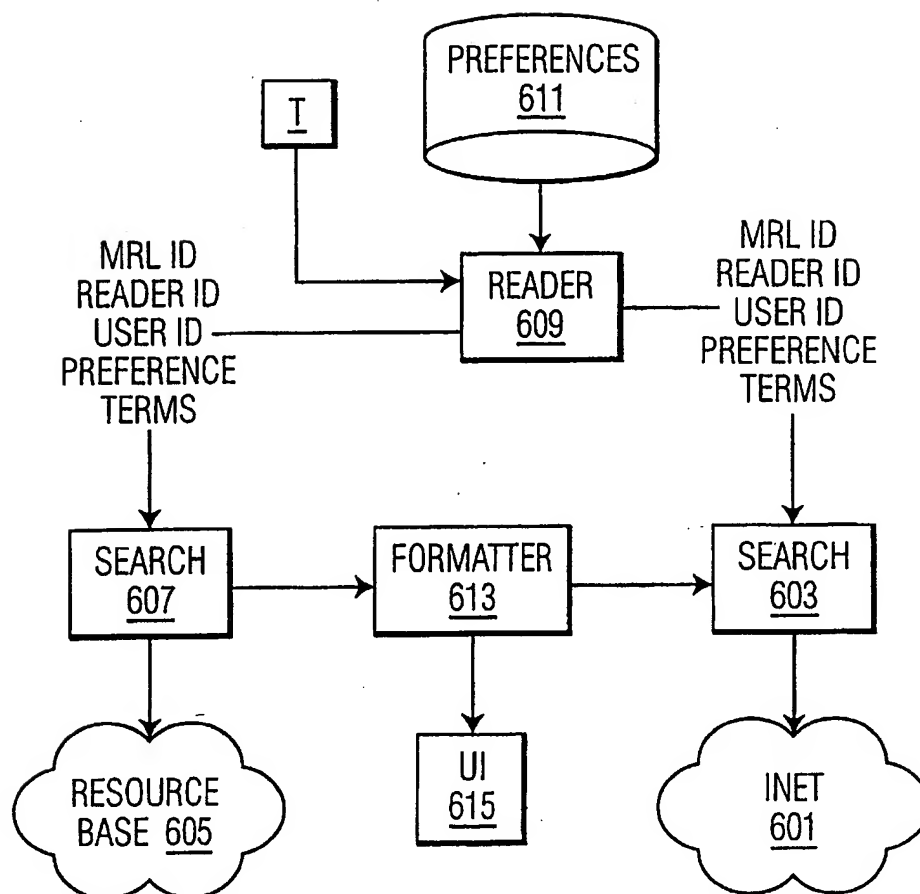 PREFERENCES
611
T
MRL ID
READER ID
USER ID
PREFERENCE
TERMS
READER
609
MRL ID
READER ID
USER ID
PREFERENCE
TERMS
SEARCH
607
FORMATTER
613
SEARCH
603
RESOURCE
BASE 605
UI
615
INET
601